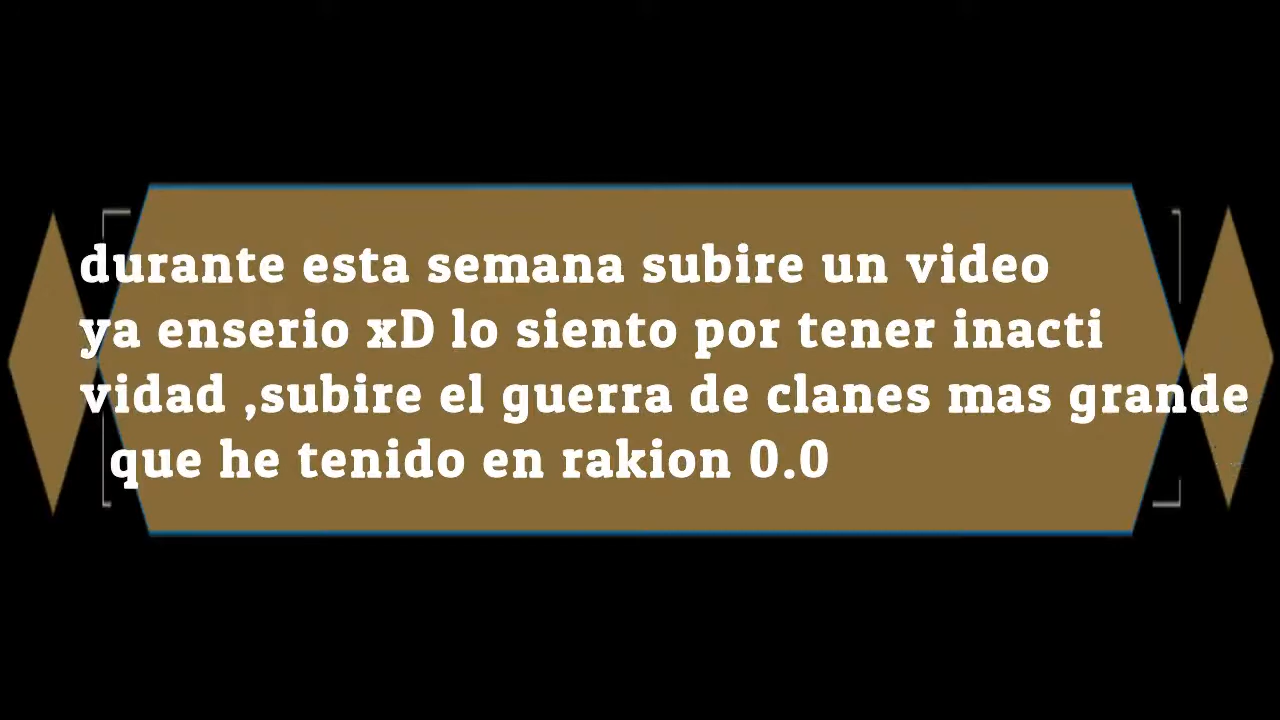 durante esta semana subire un video
ya enserio xD lo siento por tener inacti
vidad ,subire el guerra de clanes mas grande
que he tenido en rakion 0.0